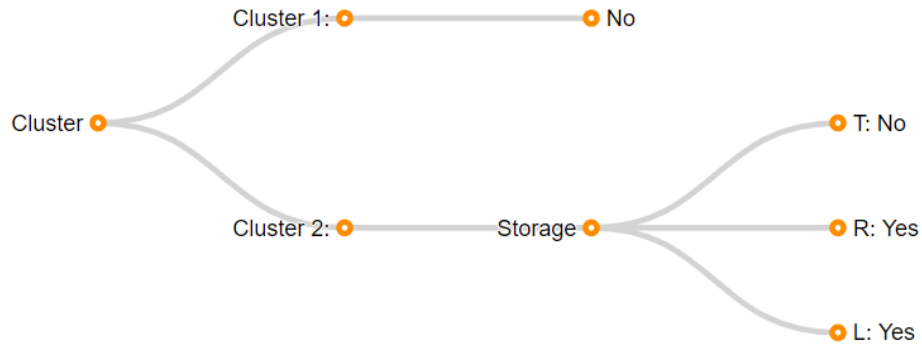 Cluster 1:
No
Cluster
T: No
Cluster 2:
Storage
R: Yes
L: Yes